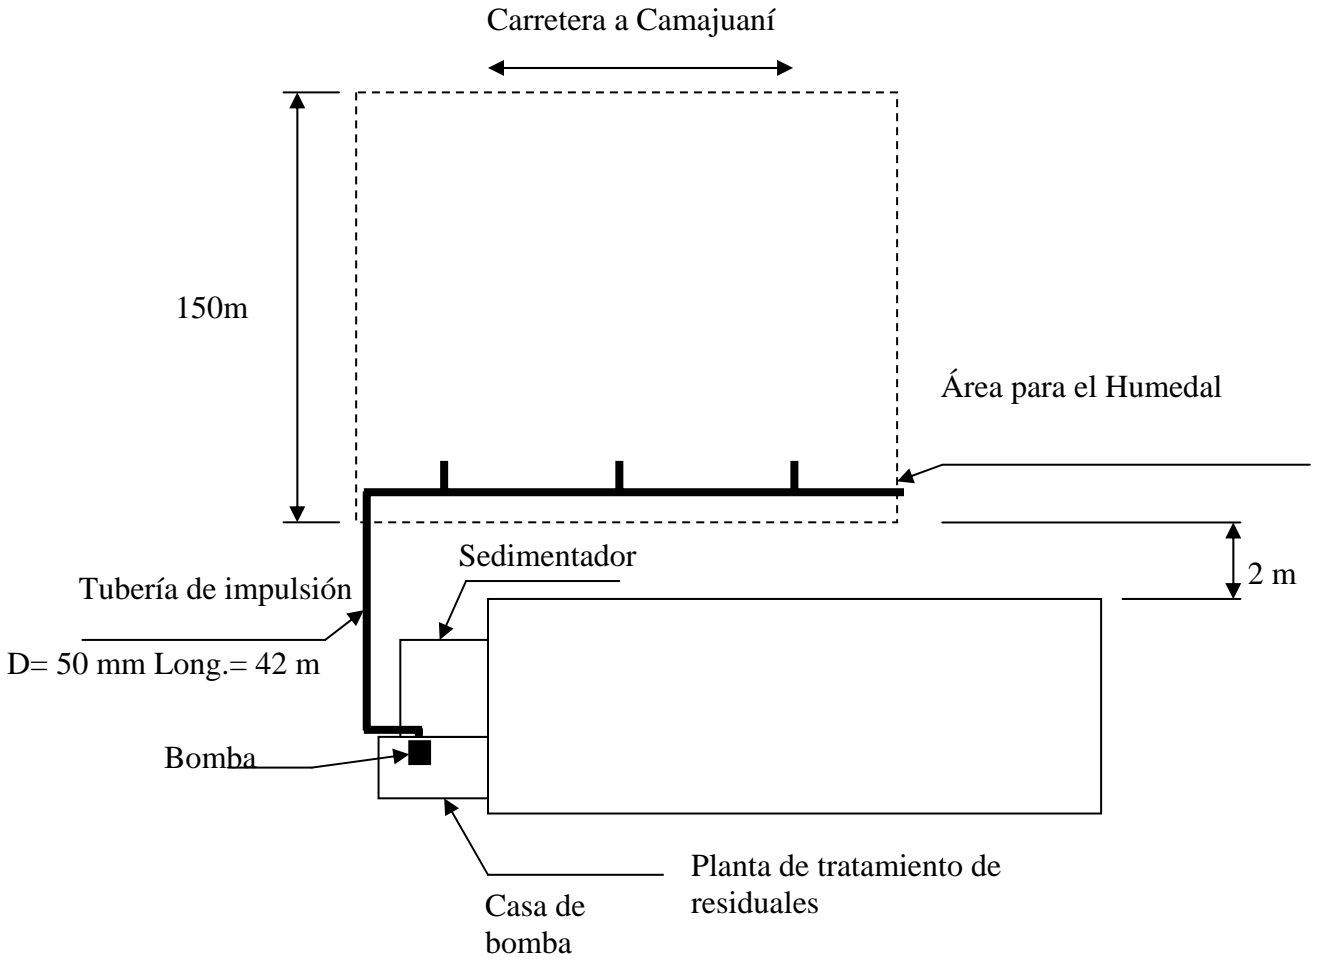 Carretera a Camajuaní
150m
Área para el Humedal
Sedimentador
2 m
Tubería de impulsión
D= 50 mm Long.= 42 m
Bomba
Planta de tratamiento de
residuales
Casa de
bomba